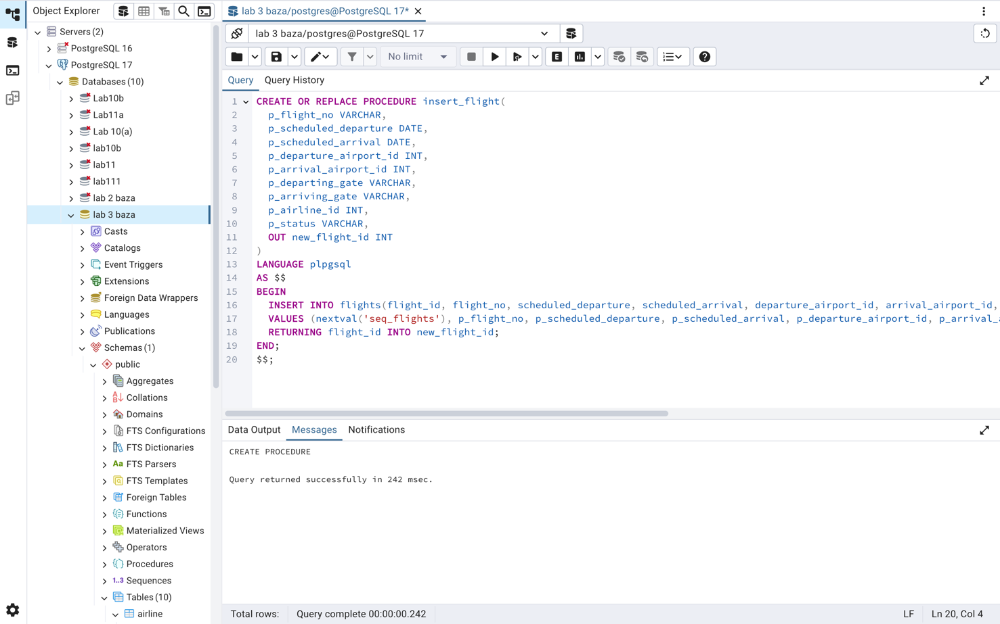 Object Explorer
Servers (2)
PostgreSQL 16
PostgreSQL 17
Databases (10)
Lab10b
Lab11a
Lab 10(a)
lab10b
lab11
lab111
lab 2 baza
lab 3 baza
Casts
Catalogs
Event Triggers
Extensions
Foreign Data Wrappers
Languages
Publications
Schemas (1)
public
Aggregates
Collations
Domains
FTS Configurations
FTS Dictionaries
Aa FTS Parsers
FTS Templates
Foreign Tables
Functions
Materialized Views
Operators
Procedures
1..3 Sequences
Tables (10)
airline
lab 3 baza/postgres@PostgreSQL 17*
lab 3 baza/postgres@PostgreSQL 17
No limit
E
Query Query History
1 CREATE OR REPLACE PROCEDURE insert_flight(
2 p_flight_no VARCHAR,
3 p_scheduled_departure DATE,
4 p_scheduled_arrival DATE,
5 p_departure_airport_id INT,
6 p_arrival_airport_id INT,
7 p_departing_gate VARCHAR,
8 p_arriving_gate VARCHAR,
9 p_airline_id INT,
10 p_status VARCHAR,
11 OUT new_flight_id INT
12 )
13 LANGUAGE plpgsql
14 AS $$
15 BEGIN
16 INSERT INTO flights(flight_id, flight_no, scheduled_departure, scheduled_arrival, departure_airport_id, arrival_airport_id,
17 VALUES (nextval('seq_flights'), p_flight_no, p_scheduled_departure, p_scheduled_arrival, p_departure_airport_id, p_arrival_
18 RETURNING flight_id INTO new_flight_id;
19 END;
20 $$;
Data Output Messages Notifications
CREATE PROCEDURE
Query returned successfully in 242 msec.
Total rows: Query complete 00:00:00.242 LF Ln 20, Col 4